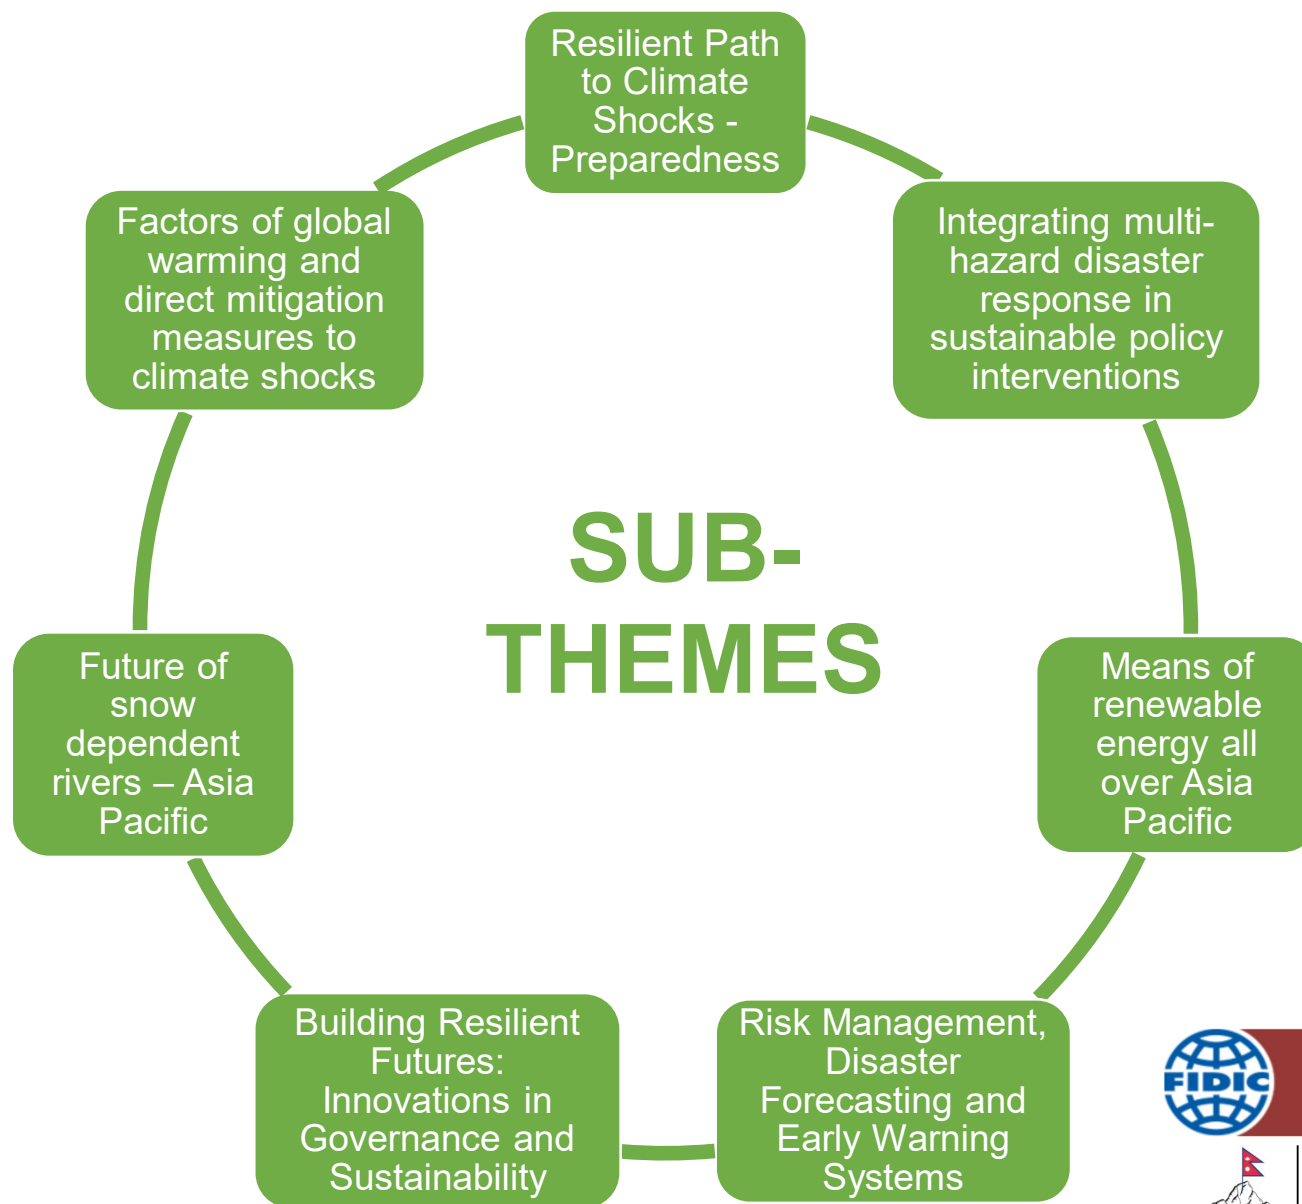 Resilient Path
to Climate
Shocks -
Preparedness
Integrating multi-
hazard disaster
response in
sustainable policy
interventions
Means of
renewable
energy all
over Asia
Pacific
Risk Management,
Disaster
Forecasting and
Early Warning
Systems
Building Resilient
Futures:
Innovations in
Governance and
Sustainability
Future of
snow
dependent
rivers – Asia
Pacific
Factors of global
warming and
direct mitigation
measures to
climate shocks
SUB-
THEMES
FIDIC